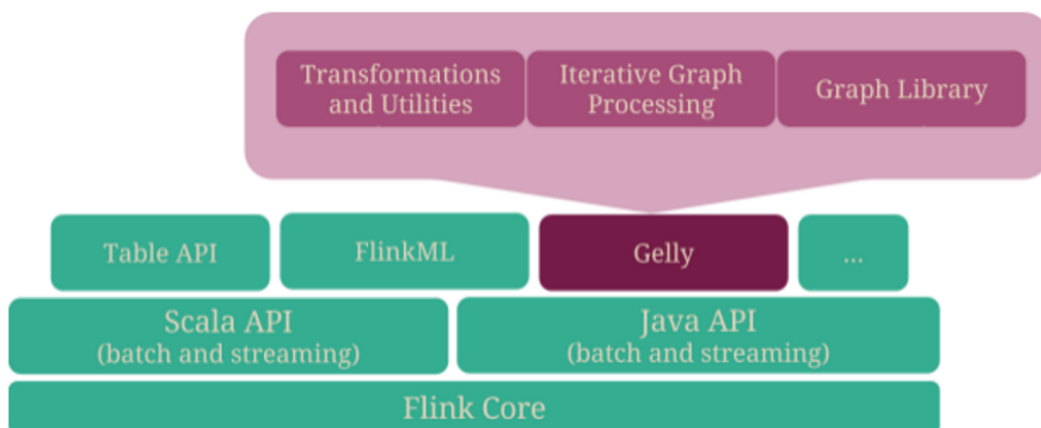 Transformations
and Utilities
Iterative Graph
Processing
Graph Library
Table API
FlinkML
Gelly
...
Scala API
(batch and streaming)
Java API
(batch and streaming)
Flink Core